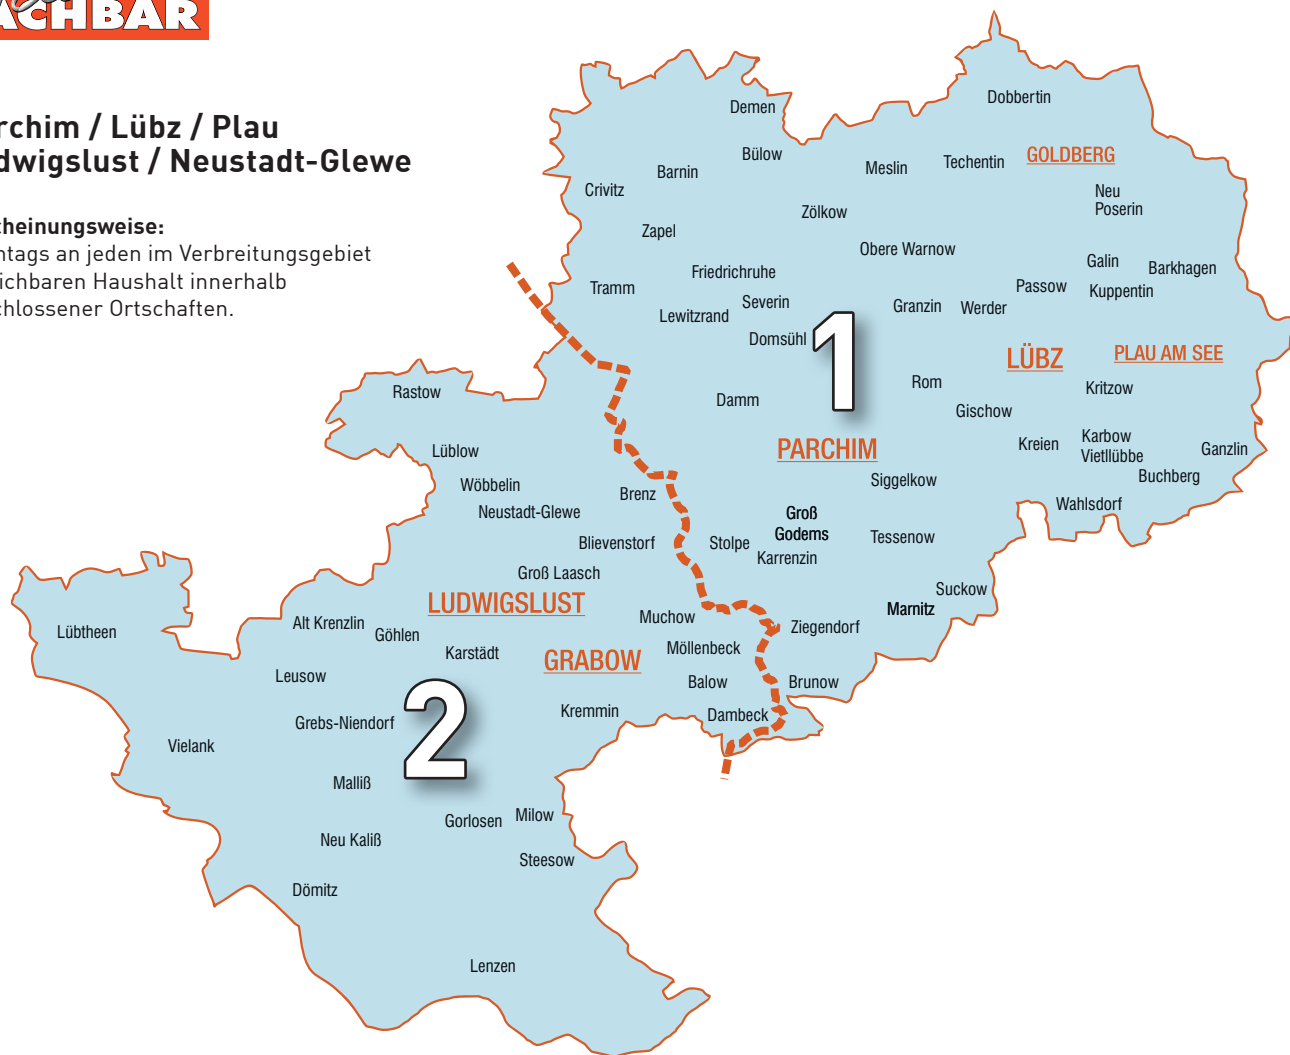 ACHBAR
rchim / Lübz / Plau
dwigslust / Neustadt-Glewe
cheinungsweise:
ntags an jeden im Verbreitungsgebiet
ichbaren Haushalt innerhalb
chlossener Ortschaften.
Demen
Dobbertin
Bülow
Barnin
Meslin
Techentin
GOLDBERG
Crivitz
Neu
Poserin
Zölkow
Zapel
Obere Warnow
Galin
Barkhagen
Friedrichruhe
Tramm
Passow
Kuppentin
Severin
Lewitzrand
Granzin
Werder
Domsühl
1
LÜBZ
PLAU AM SEE
Rastow
Rom
Kritzow
Damm
Gischow
PARCHIM
Kreien
Karbow
Vietllübbe
Ganzlin
Lüblow
Siggelkow
Buchberg
Wöbbelin
Brenz
Wahlsdorf
Neustadt-Glewe
Groß
Godems
Blievenstorf
Stolpe
Tessenow
Karrenzin
Groß Laasch
Suckow
LUDWIGSLUST
Marnitz
Muchow
Alt Krenzlin
Ziegendorf
Lübtheen
Göhlen
Karstädt
GRABOW
Möllenbeck
Leusow
Balow
Brunow
2
Grebs-Niendorf
Kremmin
Dambeck
Vielank
Malliß
Gorlosen
Milow
Neu Kaliß
Steesow
Dömitz
Lenzen